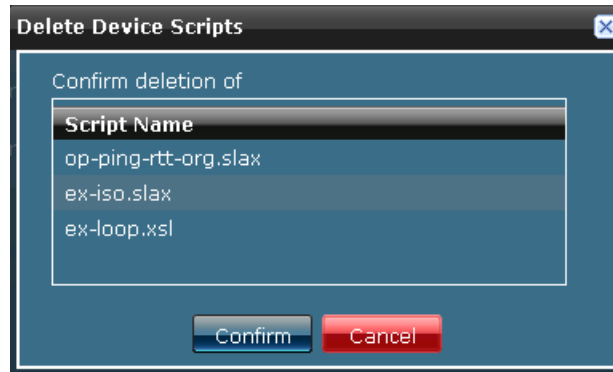 Delete Device Scripts
Confirm deletion of
Script Name
op-ping-rtt-org.slax
ex-iso.slax
ex-loop.xsl
Confirm Cancel